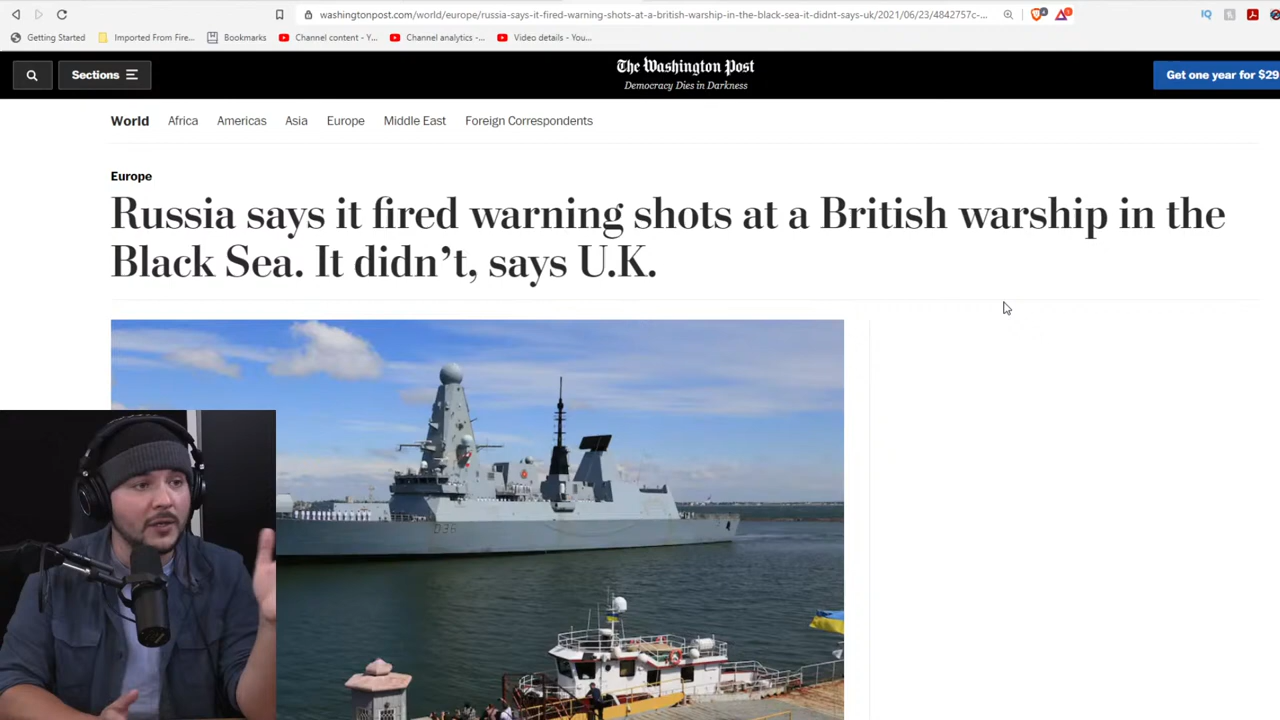 washingtonpost.com/world/europe/russia-says-it-fired-warning-shots-at-a-british-warship-in-the-black-sea-it-didnt-says-uk/2021/06/23/4842757c-...
Getting Started Imported From Fire... Bookmarks Channel content - Y... Channel analytics -... Video details - You...
Sections
The Washington Post
Democracy Dies in Darkness
Get one year for $29
World Africa Americas Asia Europe Middle East Foreign Correspondents
Europe
Russia says it fired warning shots at a British warship in the
Black Sea. It didn't, says U.K.
D36